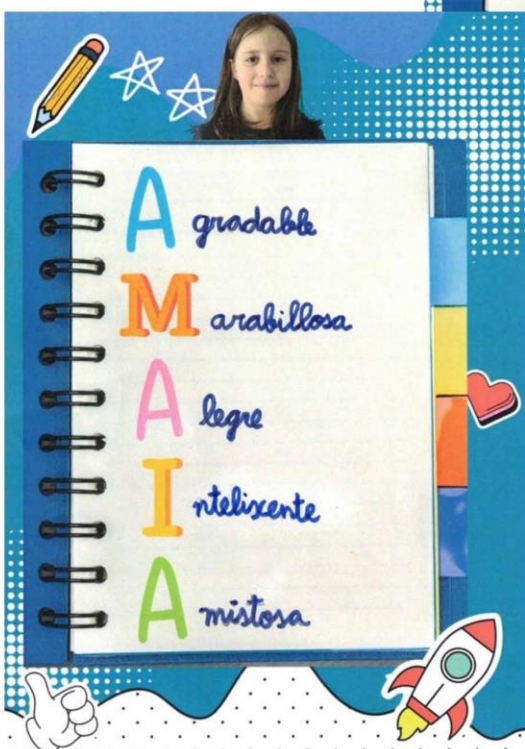 Agradable
Marabillosa
Alegre
Intelixente
Amistosa